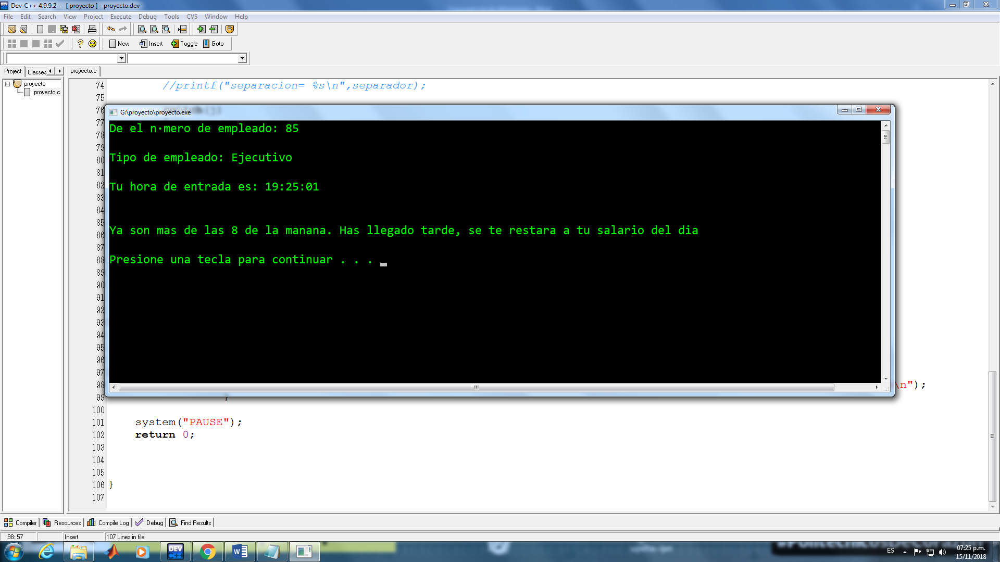 Dev-C++ 4.9.9.2 - [ proyecto ] - proyecto.dev
File Edit Search View Project Execute Debug Tools CVS Window Help
New Insert Toggle Goto
Project Classes proyecto.c
proyecto
proyecto.c
74 //printf("separacion= %s\n",separador);
75
76
G:\proyecto\proyecto.exe
77
De el n·mero de empleado: 85
78
79
80
Tipo de empleado: Ejecutivo
81
82
Tu hora de entrada es: 19:25:01
83
84
85
Ya son mas de las 8 de la manana. Has llegado tarde, se te restara a tu salario del dia
86
87
88
Presione una tecla para continuar . . .
89
90
91
92
93
94
95
96
97
98 \n");
99 }
100
101 system("PAUSE");
102 return 0;
103
104
105
106 }
107
Compiler Resources Compile Log Debug Find Results
98: 57 Insert 107 Lines in file
DEV C++ W ES 07:25 p.m.
15/11/2018